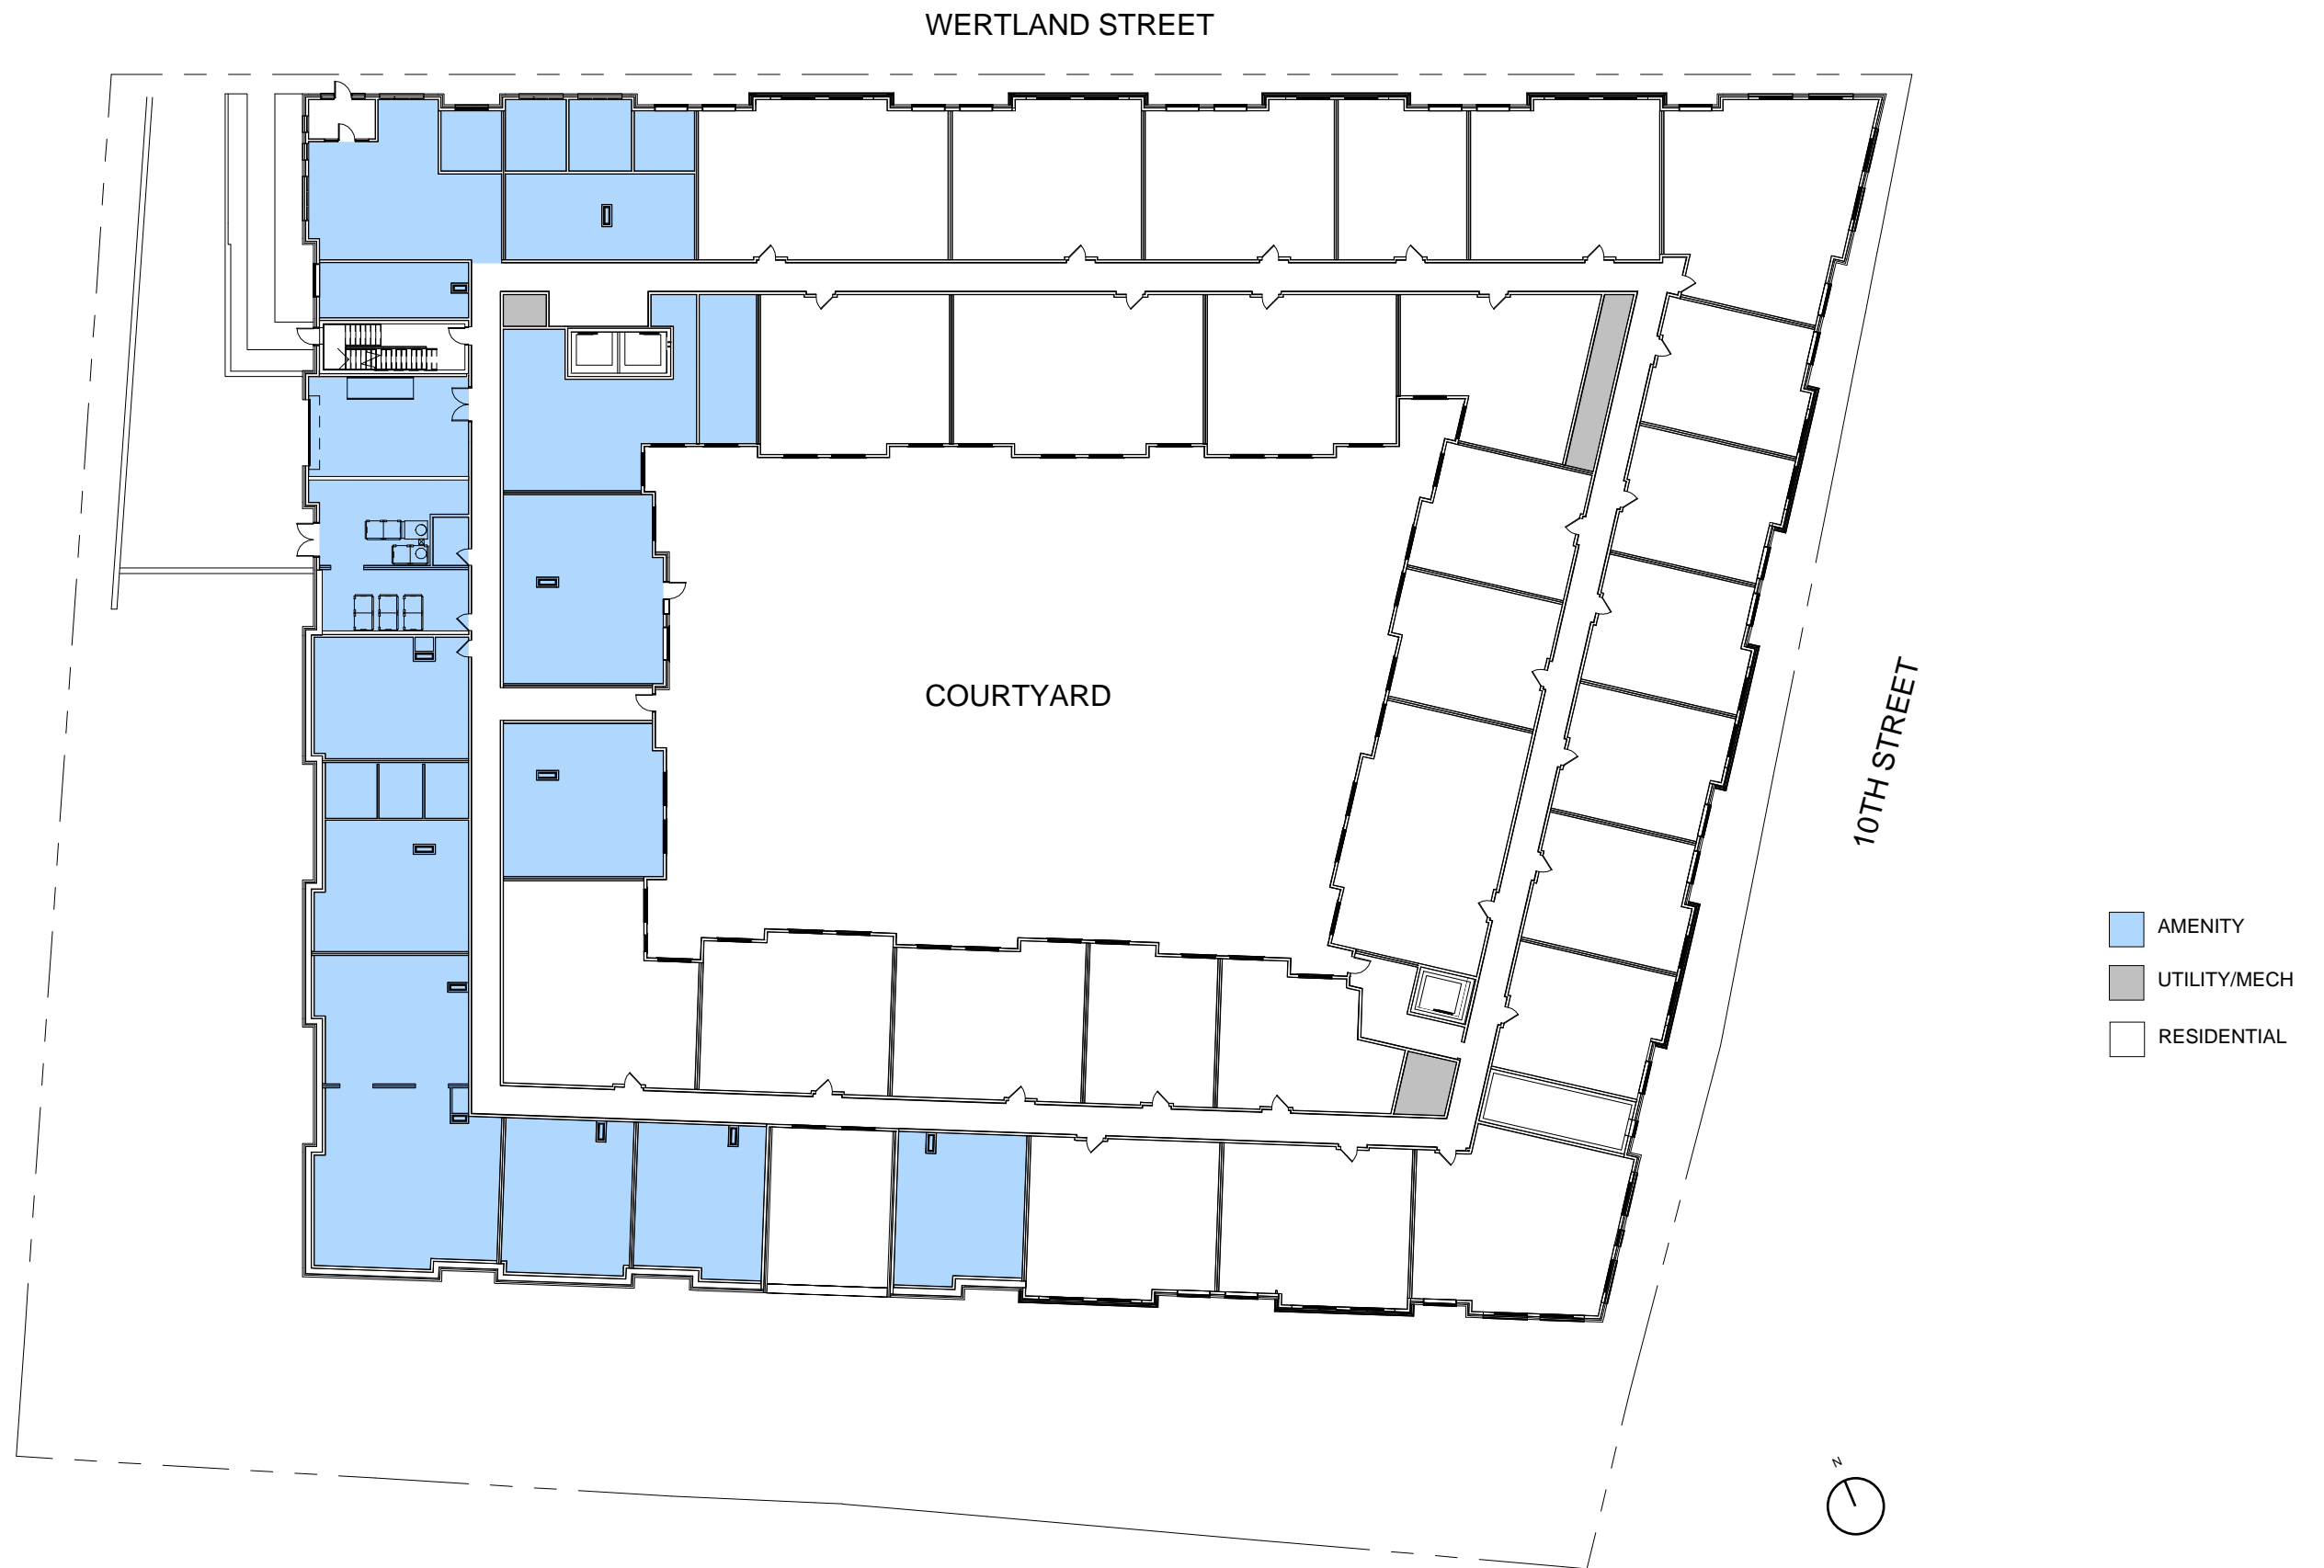 WERTLAND STREET
COURTYARD
10TH STREET
AMENITY
UTILITY/MECH
RESIDENTIAL
N